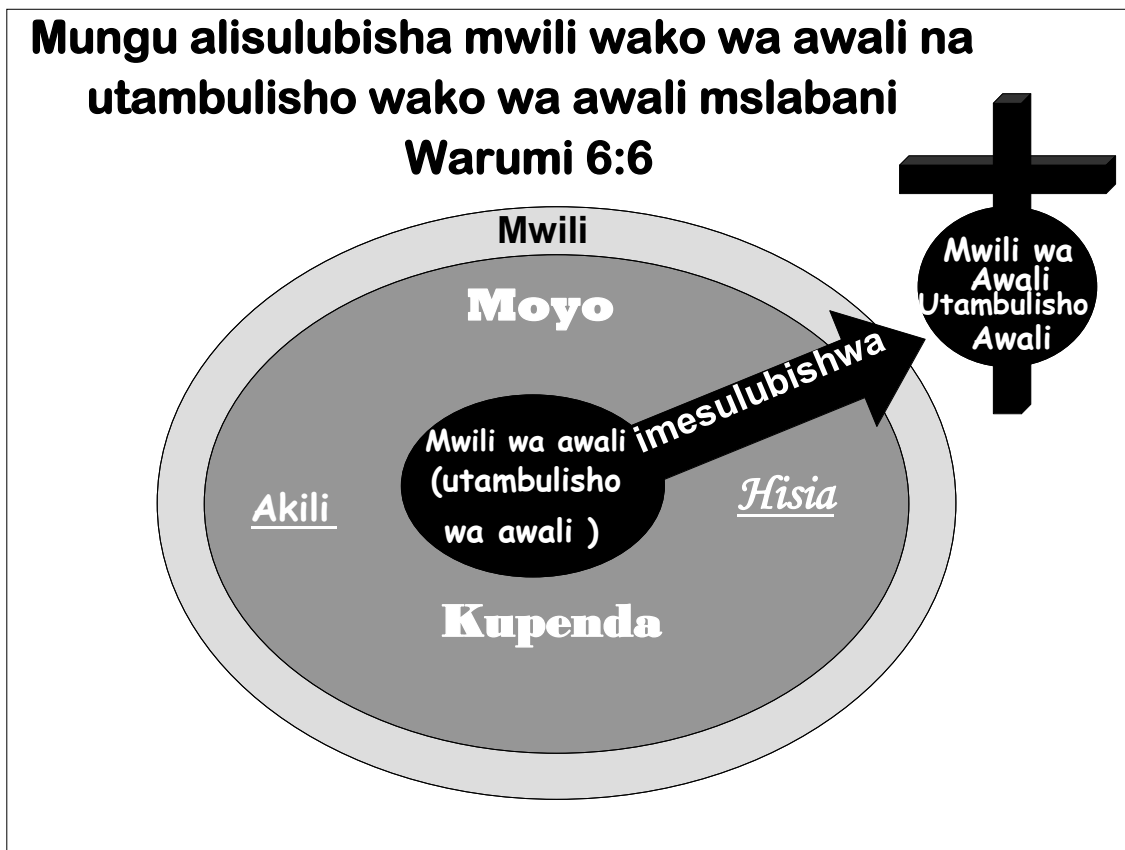 Mungu alisulubisha mwili wako wa awali na
utambulisho wako wa awali mslabani
Warumi 6:6
Mwili
Moyo
Mwili wa
Awali
Utambulisho
Awali
imesulubishwa
Mwili wa awali
(utambulisho
wa awali )
Akili
Hisia
Kupenda